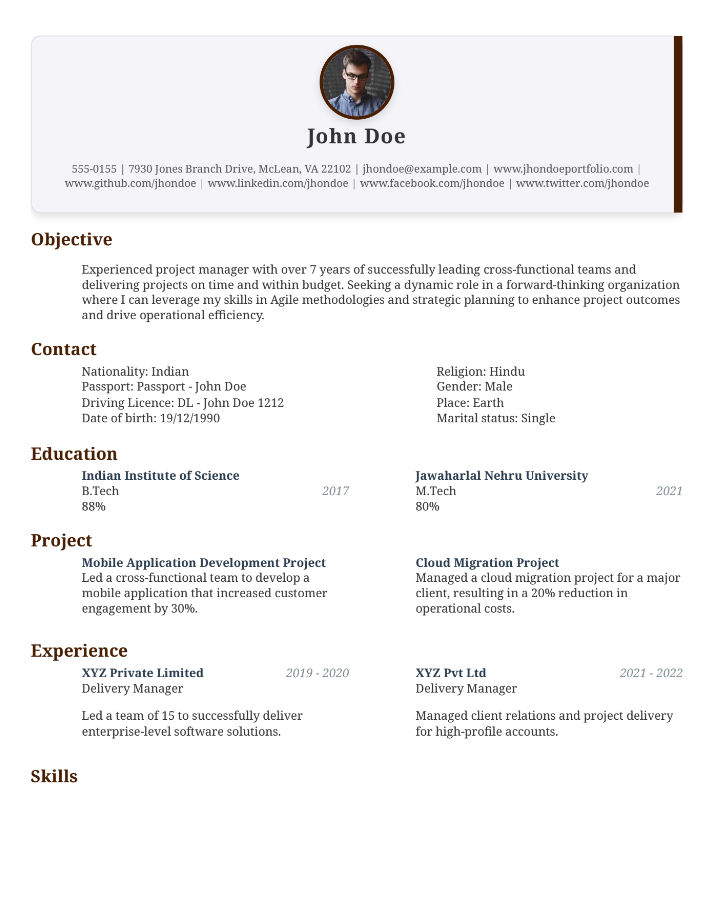 John Doe
555-0155 | 7930 Jones Branch Drive, McLean, VA 22102 | jhondoe@example.com | www.jhondoeportfolio.com |
www.github.com/jhondoe | www.linkedin.com/jhondoe | www.facebook.com/jhondoe | www.twitter.com/jhondoe
Objective
Experienced project manager with over 7 years of successfully leading cross-functional teams and
delivering projects on time and within budget. Seeking a dynamic role in a forward-thinking organization
where I can leverage my skills in Agile methodologies and strategic planning to enhance project outcomes
and drive operational efficiency.
Contact
Nationality: Indian
Passport: Passport - John Doe
Driving Licence: DL - John Doe 1212
Date of birth: 19/12/1990
Religion: Hindu
Gender: Male
Place: Earth
Marital status: Single
Education
Indian Institute of Science
B.Tech 2017
88%
Jawaharlal Nehru University
M.Tech 2021
80%
Project
Mobile Application Development Project
Led a cross-functional team to develop a
mobile application that increased customer
engagement by 30%.
Cloud Migration Project
Managed a cloud migration project for a major
client, resulting in a 20% reduction in
operational costs.
Experience
XYZ Private Limited 2019 - 2020
Delivery Manager
Led a team of 15 to successfully deliver
enterprise-level software solutions.
XYZ Pvt Ltd 2021 - 2022
Delivery Manager
Managed client relations and project delivery
for high-profile accounts.
Skills